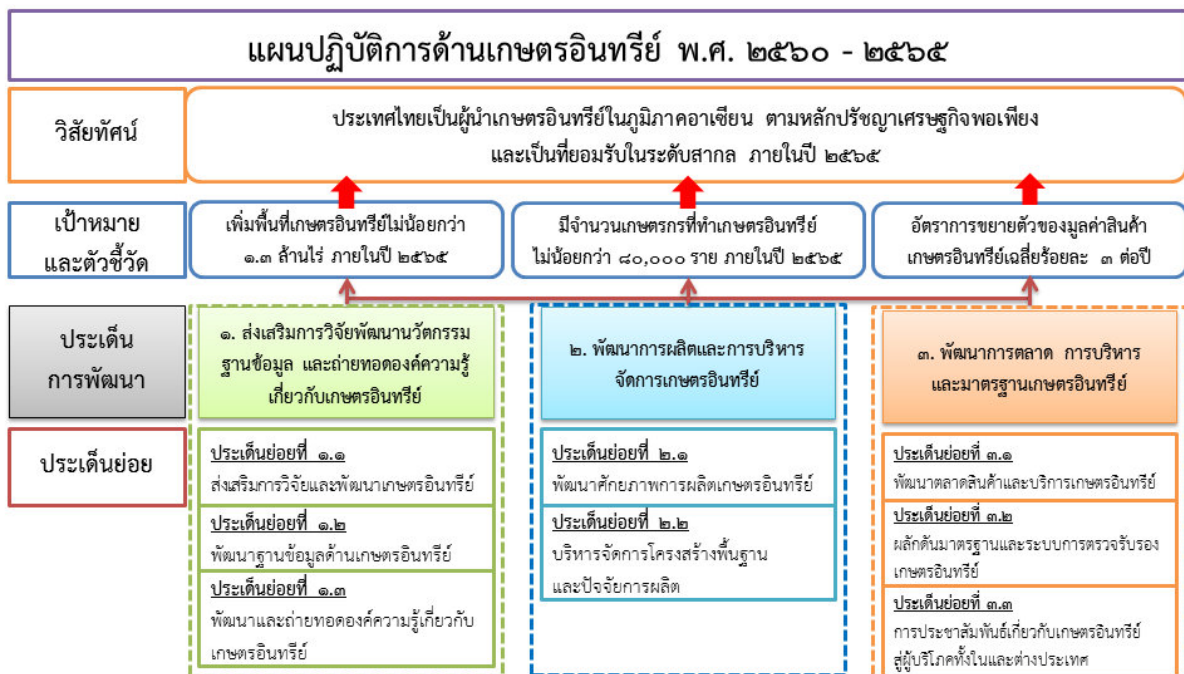 แผนปฏิบัติการด้านเกษตรอินทรีย์ พ.ศ. ๒๕๖๐ - ๒๕๖๕
วิสัยทัศน์
ประเทศไทยเป็นผู้นำเกษตรอินทรีย์ในภูมิภาคอาเซียน ตามหลักปรัชญาเศรษฐกิจพอเพียง
และเป็นที่ยอมรับในระดับสากล ภายในปี ๒๕๖๕
เป้าหมาย
และตัวชี้วัด
เพิ่มพื้นที่เกษตรอินทรีย์ไม่น้อยกว่า
๑.๓ ล้านไร่ ภายในปี ๒๕๖๕
มีจำนวนเกษตรกรที่ทำเกษตรอินทรีย์
ไม่น้อยกว่า ๘๐,๐๐๐ ราย ภายในปี ๒๕๖๕
อัตราการขยายตัวของมูลค่าสินค้า
เกษตรอินทรีย์เฉลี่ยร้อยละ ๓ ต่อปี
ประเด็น
การพัฒนา
๑. ส่งเสริมการวิจัยพัฒนานวัตกรรม
ฐานข้อมูล และถ่ายทอดองค์ความรู้
เกี่ยวกับเกษตรอินทรีย์
๒. พัฒนาการผลิตและการบริหาร
จัดการเกษตรอินทรีย์
๓. พัฒนาการตลาด การบริหาร
และมาตรฐานเกษตรอินทรีย์
ประเด็นย่อย
ประเด็นย่อยที่ ๑.๑
ส่งเสริมการวิจัยและพัฒนาเกษตรอินทรีย์
ประเด็นย่อยที่ ๑.๒
พัฒนาฐานข้อมูลด้านเกษตรอินทรีย์
ประเด็นย่อยที่ ๑.๓
พัฒนาและถ่ายทอดองค์ความรู้เกี่ยวกับ
เกษตรอินทรีย์
ประเด็นย่อยที่ ๒.๑
พัฒนาศักยภาพการผลิตเกษตรอินทรีย์
ประเด็นย่อยที่ ๒.๒
บริหารจัดการโครงสร้างพื้นฐาน
และปัจจัยการผลิต
ประเด็นย่อยที่ ๓.๑
พัฒนาตลาดสินค้าและบริการเกษตรอินทรีย์
ประเด็นย่อยที่ ๓.๒
ผลักดันมาตรฐานและระบบการตรวจรับรอง
เกษตรอินทรีย์
ประเด็นย่อยที่ ๓.๓
การประชาสัมพันธ์เกี่ยวกับเกษตรอินทรีย์
สู่ผู้บริโภคทั้งในและต่างประเทศ